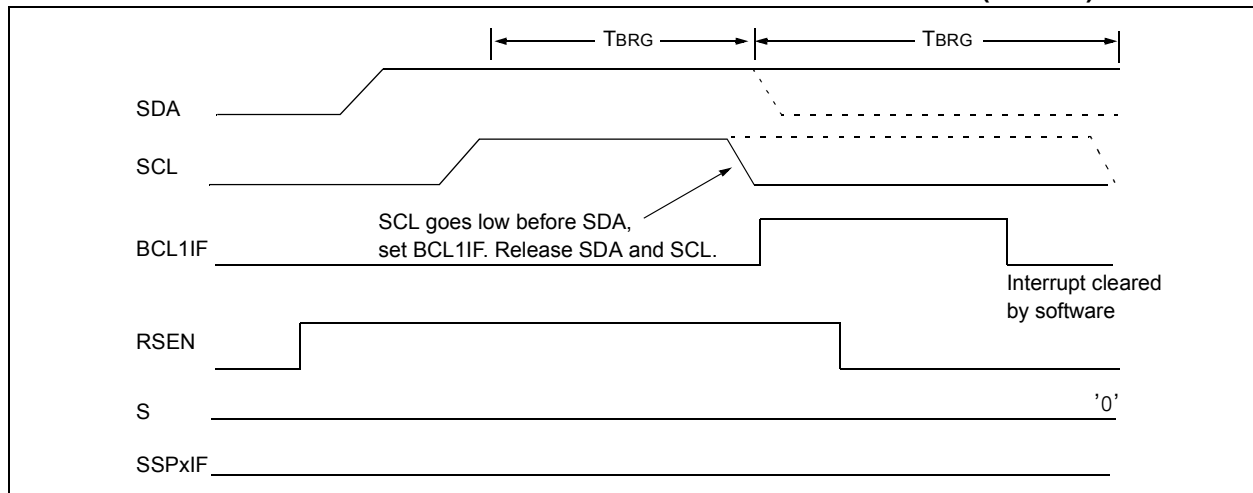 TBRG TBRG
SDA
SCL
SCL goes low before SDA,
set BCL1IF. Release SDA and SCL.
BCL1IF
Interrupt cleared
by software
RSEN
S
’0’
SSPxIF